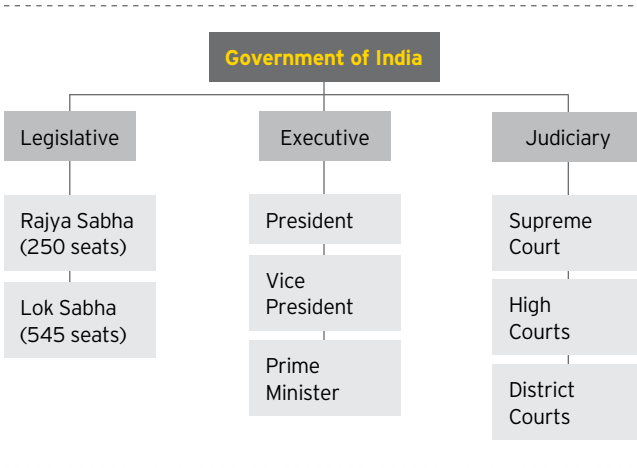 Government of India
Legislative
Executive
Judiciary
Rajya Sabha
(250 seats)
Lok Sabha
(545 seats)
President
Vice
President
Prime
Minister
Supreme
Court
High
Courts
District
Courts